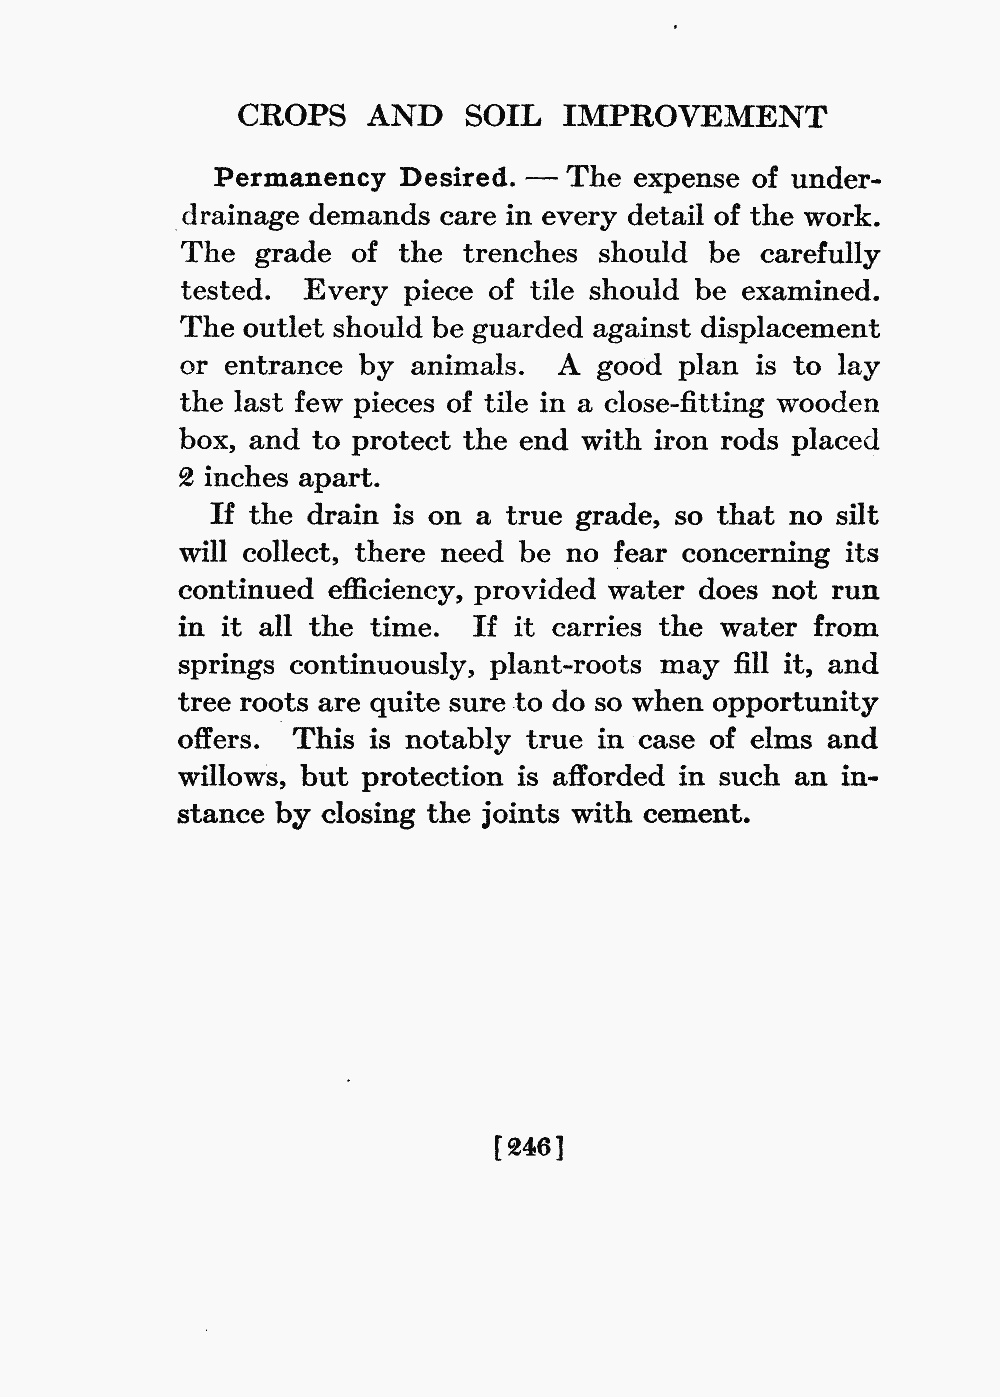 CROPS AND SOIL IMPROVEMENT
Permanency Desired. — The expense of under-
drainage demands care in every detail of the work.
The grade of the trenches should be carefully
tested. Every piece of tile should be examined.
The outlet should be guarded against displacement
or entrance by animals. A good plan is to lay
the last few pieces of tile in a close-fitting wooden
box, and to protect the end with iron rods placed
2 inches apart.
If the drain is on a true grade, so that no silt
will collect, there need be no fear concerning its
continued efficiency, provided water does not run
in it all the time. If it carries the water from
springs continuously, plant-roots may fill it, and
tree roots are quite sure to do so when opportunity
offers. This is notably true in case of elms and
willows, but protection is afforded in such an in-
stance by closing the joints with cement.
[246]